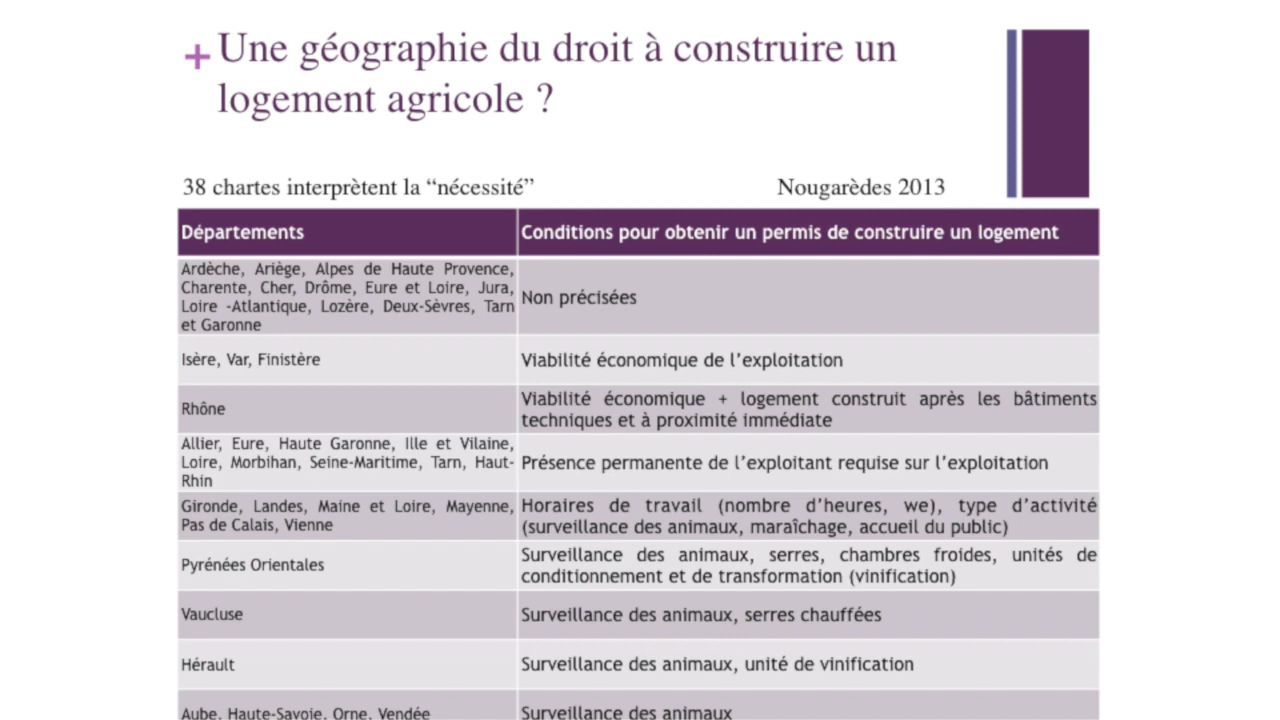 + Une géographie du droit à construire un
logement agricole ?
38 chartes interprètent la “nécessité” Nougarèdes 2013
Départements Conditions pour obtenir un permis de construire un logement
Ardèche, Ariège, Alpes de Haute Provence,
Charente, Cher, Drôme, Eure et Loire, Jura,
Loire -Atlantique, Lozère, Deux-Sèvres, Tarn
et Garonne
Non précisées
Isère, Var, Finistère Viabilité économique de l’exploitation
Rhône
Viabilité économique + logement construit après les bâtiments
techniques et à proximité immédiate
Allier, Eure, Haute Garonne, Ille et Vilaine,
Loire, Morbihan, Seine-Maritime, Tarn, Haut-
Rhin
Présence permanente de l’exploitant requise sur l’exploitation
Gironde, Landes, Maine et Loire, Mayenne,
Pas de Calais, Vienne
Horaires de travail (nombre d’heures, we), type d’activité
(surveillance des animaux, maraîchage, accueil du public)
Pyrénées Orientales
Surveillance des animaux, serres, chambres froides, unités de
conditionnement et de transformation (vinification)
Vaucluse Surveillance des animaux, serres chauffées
Hérault Surveillance des animaux, unité de vinification
Aube, Haute-Savoie, Orne, Vendée Surveillance des animaux